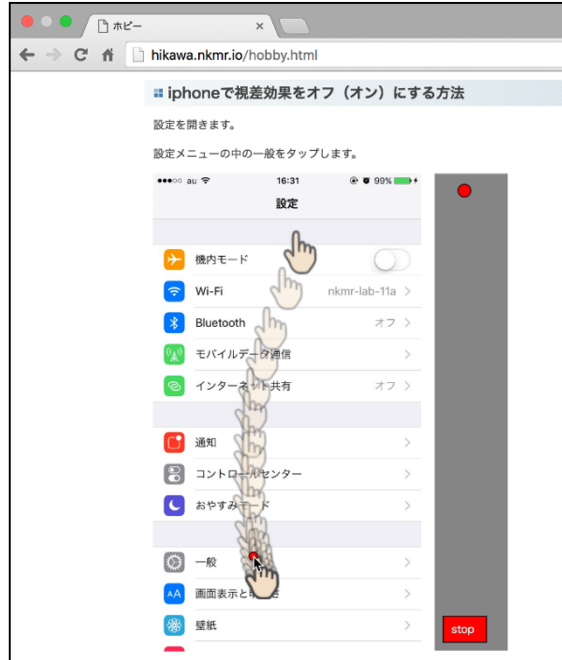 ホビー
hikawa.nkmr.io/hobby.html
iphoneで視差効果をオフ（オン）にする方法
設定を開きます。
設定メニューの中の一般をタップします。
au 16:31 99%
設定
機内モード
Wi-Fi nkmr-lab-11a
Bluetooth オフ
モバイルデータ通信
インターネット共有 オフ
通知
コントロールセンター
おやすみモード
一般
AA 画面表示と明るさ
壁紙
stop